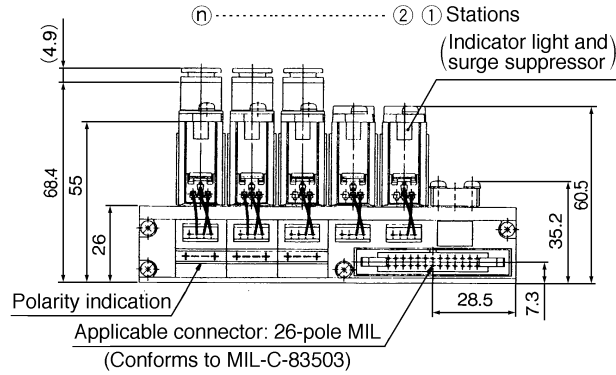 ⓝ ② ① Stations
(Indicator light and
surge suppressor)
(4.9)
68.4
55
26
60.5
35.2
28.5
7.3
Polarity indication
Applicable connector: 26-pole MIL
(Conforms to MIL-C-83503)